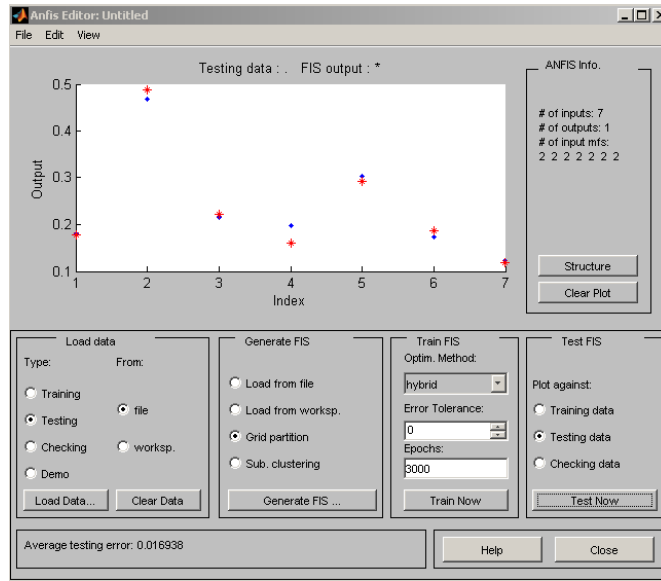 Anfis Editor: Untitled
File Edit View
Testing data : . FIS output : *
0.5
0.4
0.3
0.2
0.1
Output
1 2 3 4 5 6 7
Index
ANFIS Info.
# of inputs: 7
# of outputs: 1
# of input mfs:
2 2 2 2 2 2 2
Structure
Clear Plot
Load data
Type: From:
Training
Testing
Checking
Demo
file
worksp.
Load Data... Clear Data
Generate FIS
Load from file
Load from worksp.
Grid partition
Sub. clustering
Generate FIS ...
Train FIS
Optim. Method:
hybrid
Error Tolerance:
0
Epochs:
3000
Train Now
Test FIS
Plot against:
Training data
Testing data
Checking data
Test Now
Average testing error: 0.016938
Help Close